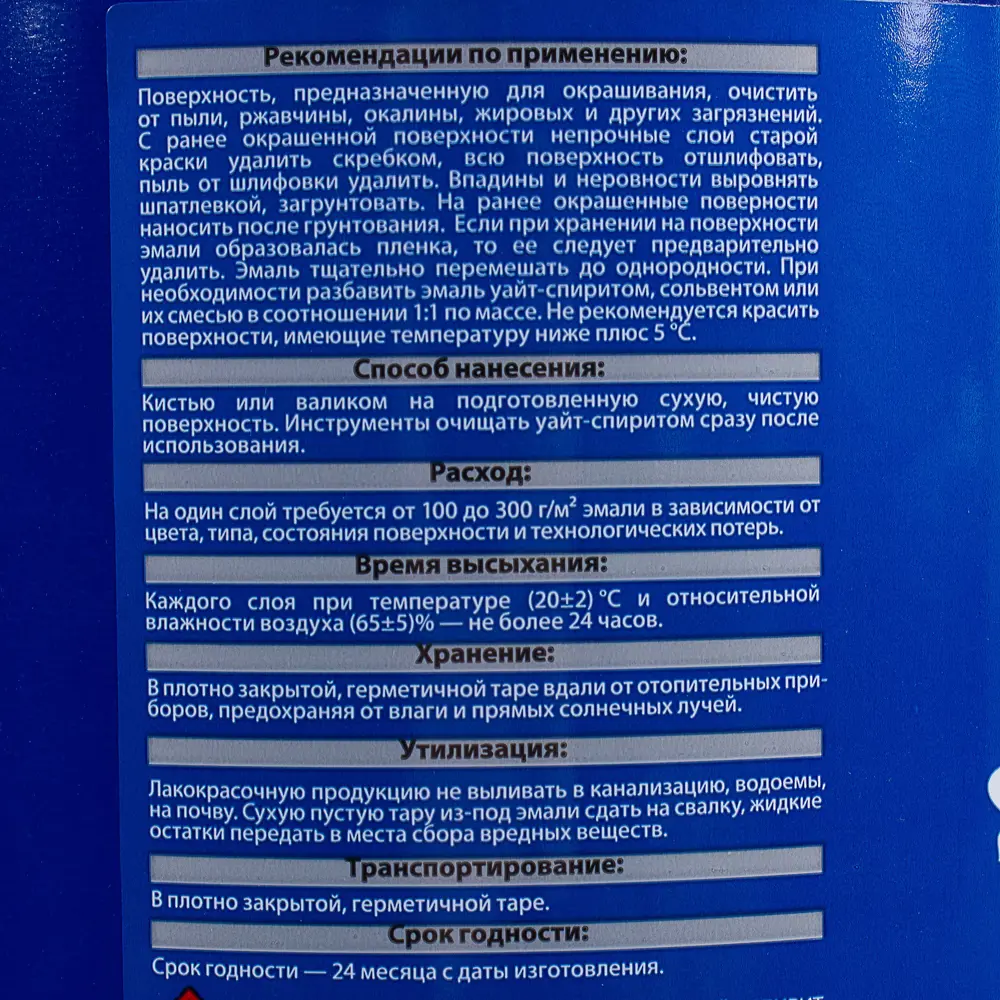 Рекомендации по применению:
Поверхность, предназначенную для окрашивания, очистить
от пыли, ржавчины, окалины, жировых и других загрязнений.
С ранее окрашенной поверхности непрочные слои старой
краски удалить скребком, всю поверхность отшлифовать,
пыль от шлифовки удалить. Впадины и неровности выровнять
шпатлевкой, загрунтовать. На ранее окрашенные поверности
наносить после грунтования. Если при хранении на поверхности
эмали образовалась пленка, то ее следует предварительно
удалить. Эмаль тщательно перемешать до однородности. При
необходимости разбавить эмаль уайт-спиритом, сольвентом или
их смесью в соотношении 1:1 по массе. Не рекомендуется красить
поверхности, имеющие температуру ниже плюс 5 °С.
Способ нанесения:
Кистью или валиком на подготовленную сухую, чистую
поверхность. Инструменты очищать уайт-спиритом сразу после
использования.
Расход:
На один слой требуется от 100 до 300 г/м² эмали в зависимости от
цвета, типа, состояния поверхности и технологических потерь.
Время высыхания:
Каждого слоя при температуре (20±2) °С и относительной
влажности воздуха (65±5)% — не более 24 часов.
Хранение:
В плотно закрытой, герметичной таре вдали от отопительных при-
боров, предохраняя от влаги и прямых солнечных лучей.
Утилизация:
Лакокрасочную продукцию не выливать в канализацию, водоемы,
на почву. Сухую пустую тару из-под эмали сдать на свалку, жидкие
остатки передать в места сбора вредных веществ.
Транспортирование:
В плотно закрытой, герметичной таре.
Срок годности:
Срок годности — 24 месяца с даты изготовления.